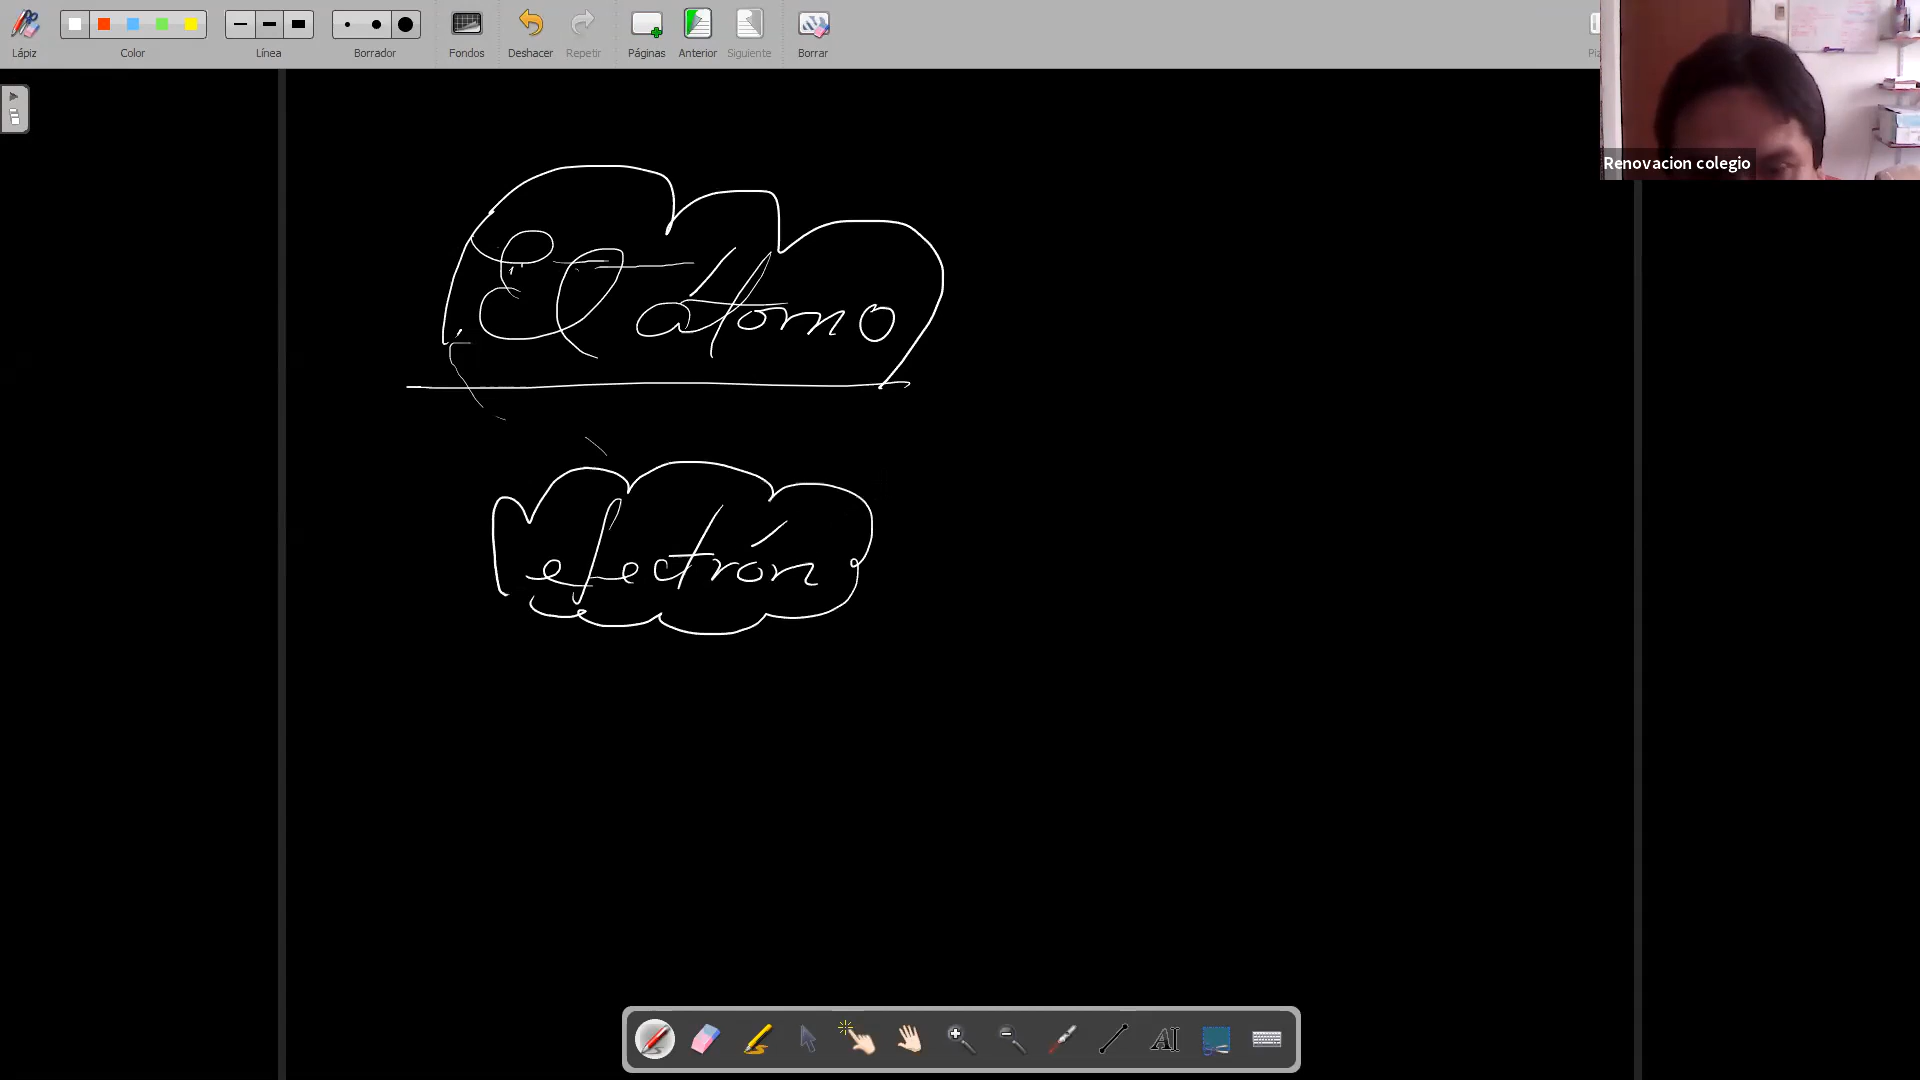 Lápiz Color Línea Borrador Fondos Deshacer Repetir Páginas Anterior Siguiente Borrar
Renovacion colegio
El átomo
electrón